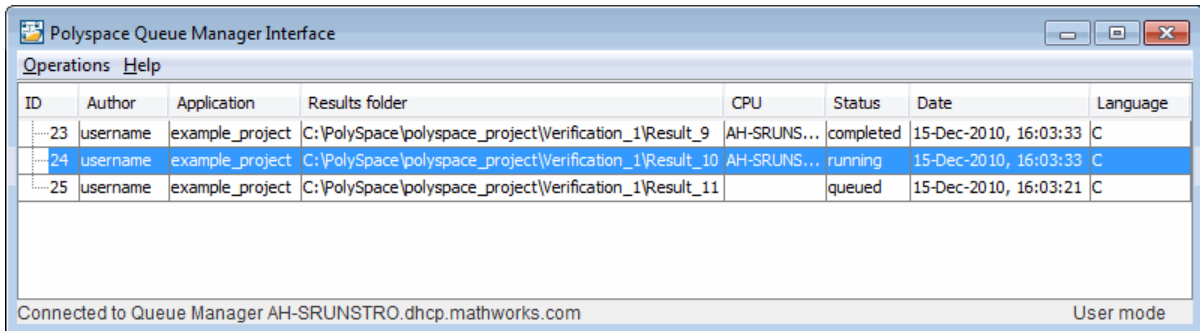 Polyspace Queue Manager Interface
Operations Help
ID Author Application Results folder CPU Status Date Language
23 username example_project C:\PolySpace\polyspace_project\Verification_1\Result_9 AH-SRUNS... completed 15-Dec-2010, 16:03:33 C
24 username example_project C:\PolySpace\polyspace_project\Verification_1\Result_10 AH-SRUNS... running 15-Dec-2010, 16:03:33 C
25 username example_project C:\PolySpace\polyspace_project\Verification_1\Result_11 queued 15-Dec-2010, 16:03:21 C
Connected to Queue Manager AH-SRUNSTRO.dhcp.mathworks.com User mode